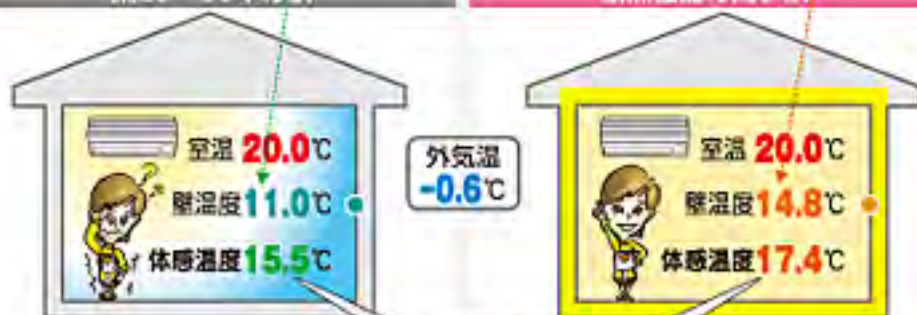 室温 20.0℃
壁温度 11.0℃
体感温度 15.5℃
外気温
-0.6℃
室温 20.0℃
壁温度 14.8℃
体感温度 17.4℃